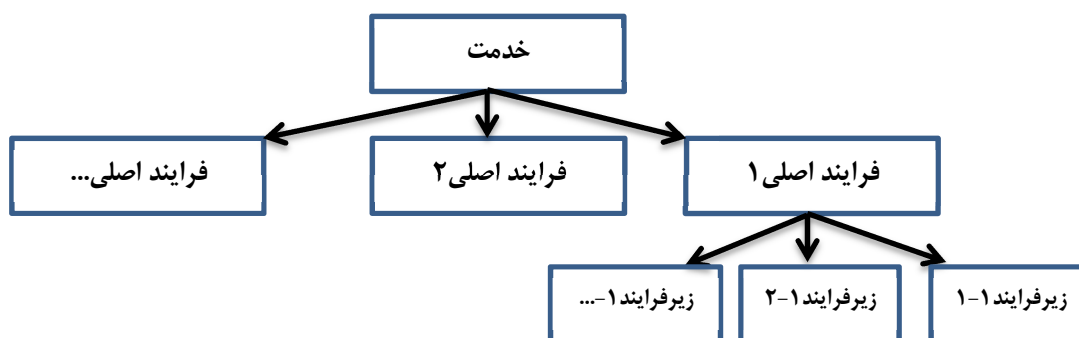 خدمت
فرایند اصلی۱
فرایند اصلی۲
فرایند اصلی...
زیرفرایند۱-۱
زیرفرایند۱-۲
زیرفرایند۱-...